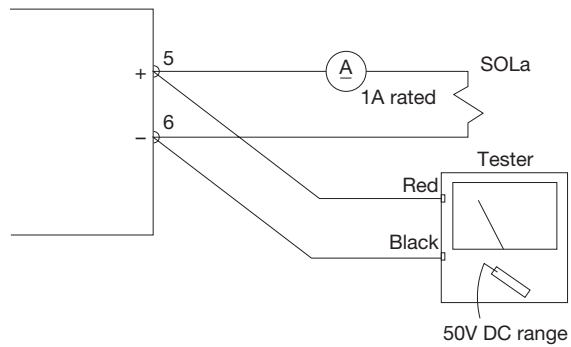 5
+
A
SOLa
1A rated
6
−
Tester
Red
Black
50V DC range